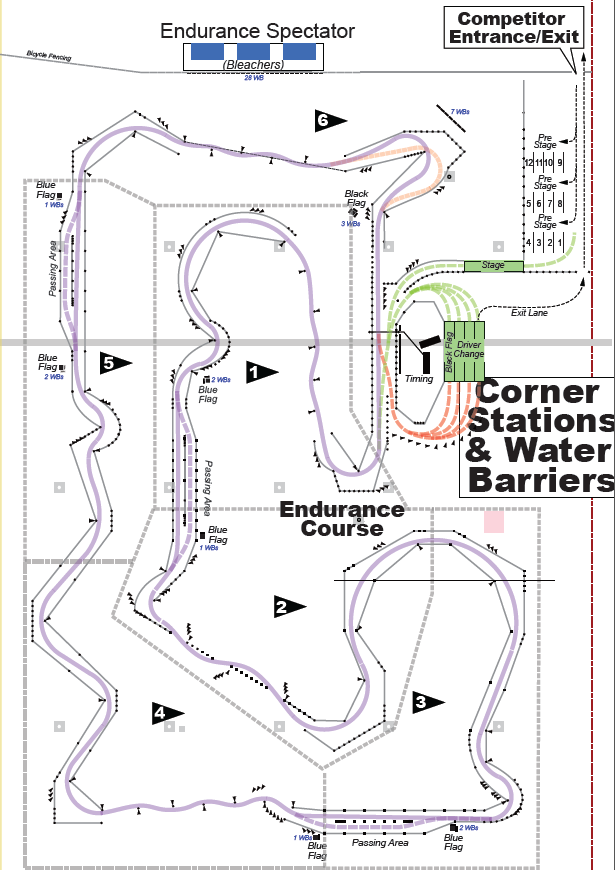 Competitor
Entrance/Exit
Endurance Spectator
(Bleachers)
28 WB
Bicycle Fencing
7 WBs
6
Pre
Stage
12 11 10 9
Pre
Stage
5 6 7 8
Pre
Stage
4 3 2 1
Blue
Flag
1 WBs
Black
Flag
3 WBs
Passing Area
Stage
Exit Lane
Black Flag
Driver
Change
Timing
Blue
Flag
2 WBs
5
1
2 WBs
Blue
Flag
Corner
Stations
& Water
Barriers
Passing Area
Endurance
Course
Blue
Flag
1 WBs
2
3
4
1 WBs
Blue
Flag
Passing Area
2 WBs
Blue
Flag